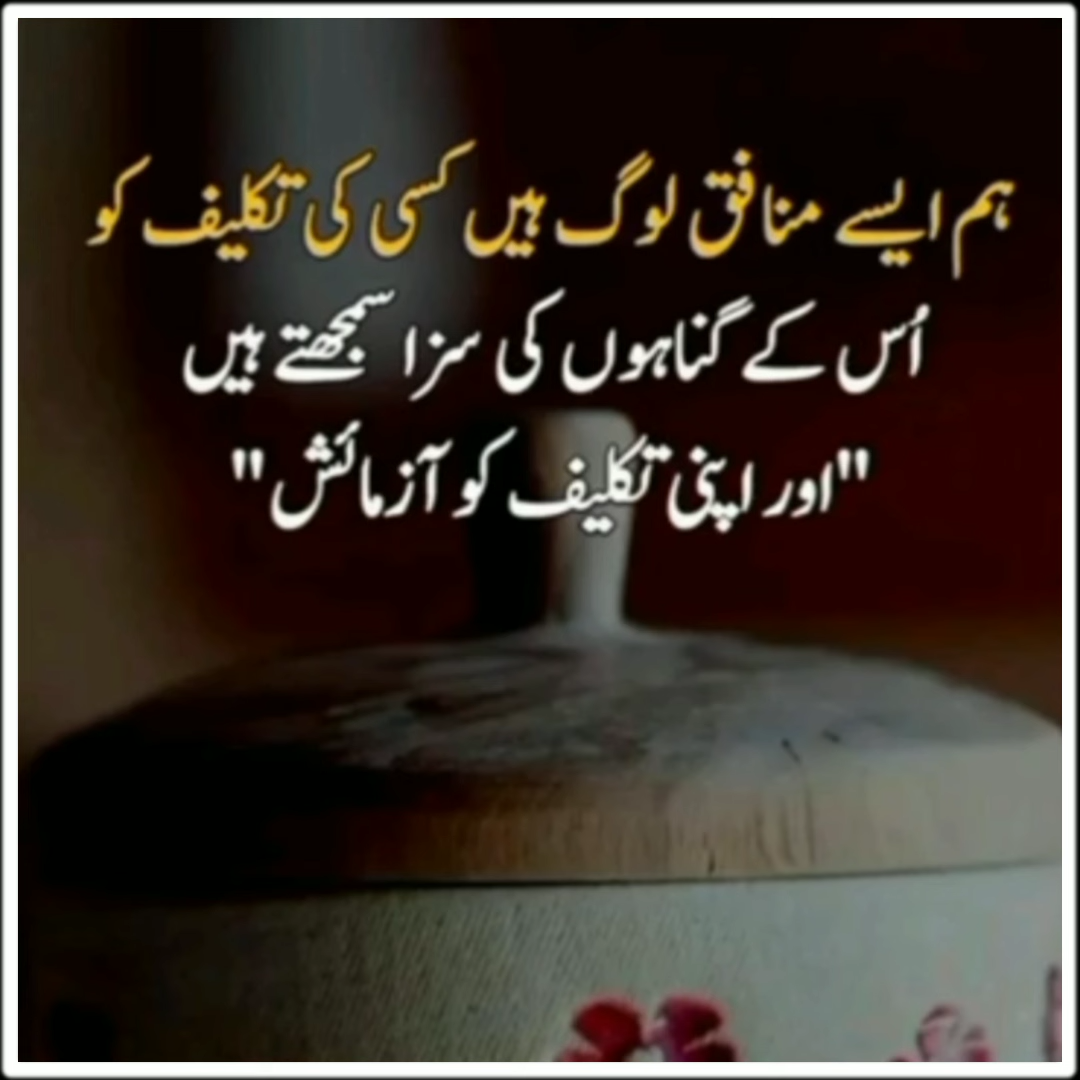 ہم ایسے منافق لوگ ہیں کسی کی تکلیف کو
اُس کے گناہوں کی سزا سمجھتے ہیں
"اور اپنی تکلیف کو آزمائش"